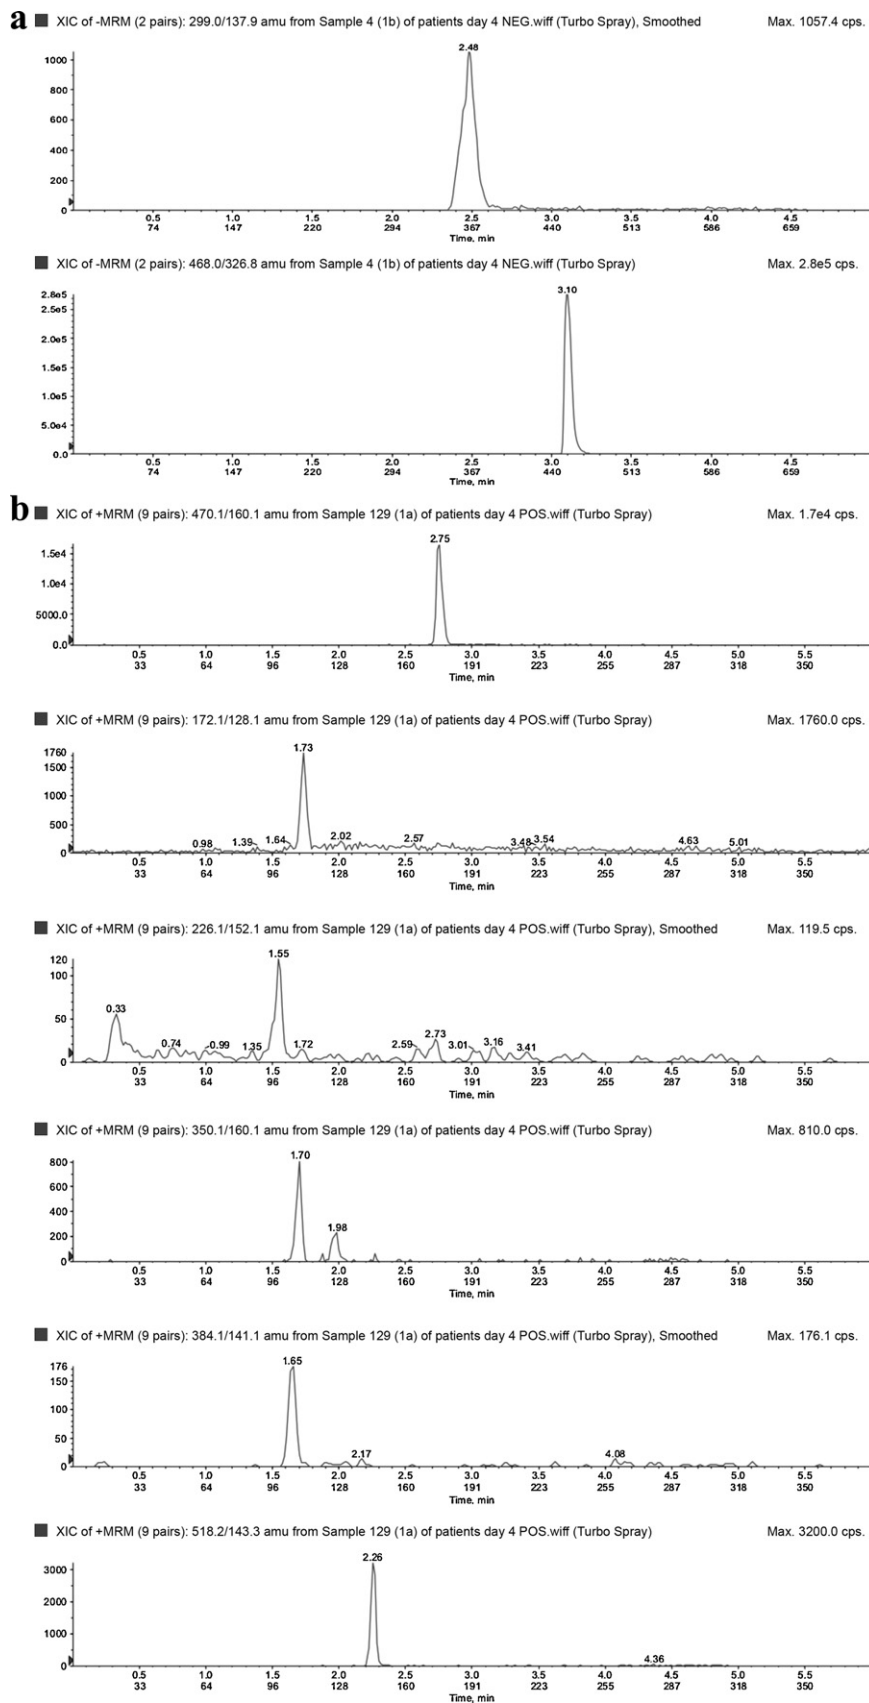 a XIC of -MRM (2 pairs): 299.0/137.9 amu from Sample 4 (1b) of patients day 4 NEG.wiff (Turbo Spray), Smoothed Max. 1057.4 cps.
2.48
1000
800
600
400
200
0
0.5 1.0 1.5 2.0 2.5 3.0 3.5 4.0 4.5
74 147 220 294 367 440 513 586 659
Time, min
XIC of -MRM (2 pairs): 468.0/326.8 amu from Sample 4 (1b) of patients day 4 NEG.wiff (Turbo Spray) Max. 2.8e5 cps.
3.10
2.8e5
2.5e5
2.0e5
1.5e5
1.0e5
5.0e4
0.0
0.5 1.0 1.5 2.0 2.5 3.0 3.5 4.0 4.5
74 147 220 294 367 440 513 586 659
Time, min
b XIC of +MRM (9 pairs): 470.1/160.1 amu from Sample 129 (1a) of patients day 4 POS.wiff (Turbo Spray) Max. 1.7e4 cps.
2.75
1.5e4
1.0e4
5000.0
0.0
0.5 1.0 1.5 2.0 2.5 3.0 3.5 4.0 4.5 5.0 5.5
33 64 96 128 160 191 223 255 287 318 350
Time, min
XIC of +MRM (9 pairs): 172.1/128.1 amu from Sample 129 (1a) of patients day 4 POS.wiff (Turbo Spray) Max. 1760.0 cps.
1.73
1760
1500
1000
500
0
0.98 1.39 1.64 2.02 2.57 3.48 3.54 4.63 5.01
0.5 1.0 1.5 2.0 2.5 3.0 3.5 4.0 4.5 5.0 5.5
33 64 96 128 160 191 223 255 287 318 350
Time, min
XIC of +MRM (9 pairs): 226.1/152.1 amu from Sample 129 (1a) of patients day 4 POS.wiff (Turbo Spray), Smoothed Max. 119.5 cps.
1.55
120
100
50
0
0.33 0.74 0.99 1.35 1.72 2.59 2.73 3.01 3.16 3.41
0.5 1.0 1.5 2.0 2.5 3.0 3.5 4.0 4.5 5.0 5.5
33 64 96 128 160 191 223 255 287 318 350
Time, min
XIC of +MRM (9 pairs): 350.1/160.1 amu from Sample 129 (1a) of patients day 4 POS.wiff (Turbo Spray) Max. 810.0 cps.
1.70
800
600
400
200
0
1.98
0.5 1.0 1.5 2.0 2.5 3.0 3.5 4.0 4.5 5.0 5.5
33 64 96 128 160 191 223 255 287 318 350
Time, min
XIC of +MRM (9 pairs): 384.1/141.1 amu from Sample 129 (1a) of patients day 4 POS.wiff (Turbo Spray), Smoothed Max. 176.1 cps.
1.65
176
150
100
50
0
2.17 4.08
0.5 1.0 1.5 2.0 2.5 3.0 3.5 4.0 4.5 5.0 5.5
33 64 96 128 160 191 223 255 287 318 350
Time, min
XIC of +MRM (9 pairs): 518.2/143.3 amu from Sample 129 (1a) of patients day 4 POS.wiff (Turbo Spray) Max. 3200.0 cps.
2.26
3000
2000
1000
0
4.36
0.5 1.0 1.5 2.0 2.5 3.0 3.5 4.0 4.5 5.0 5.5
33 64 96 128 160 191 223 255 287 318 350
Time, min